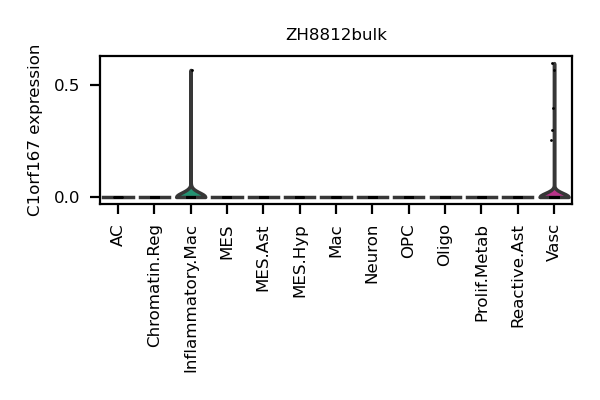 ZH8812bulk
C1orf167 expression
0.5
0.0
AC
Chromatin.Reg
Inflammatory.Mac
MES
MES.Ast
MES.Hyp
Mac
Neuron
OPC
Oligo
Prolif.Metab
Reactive.Ast
Vasc